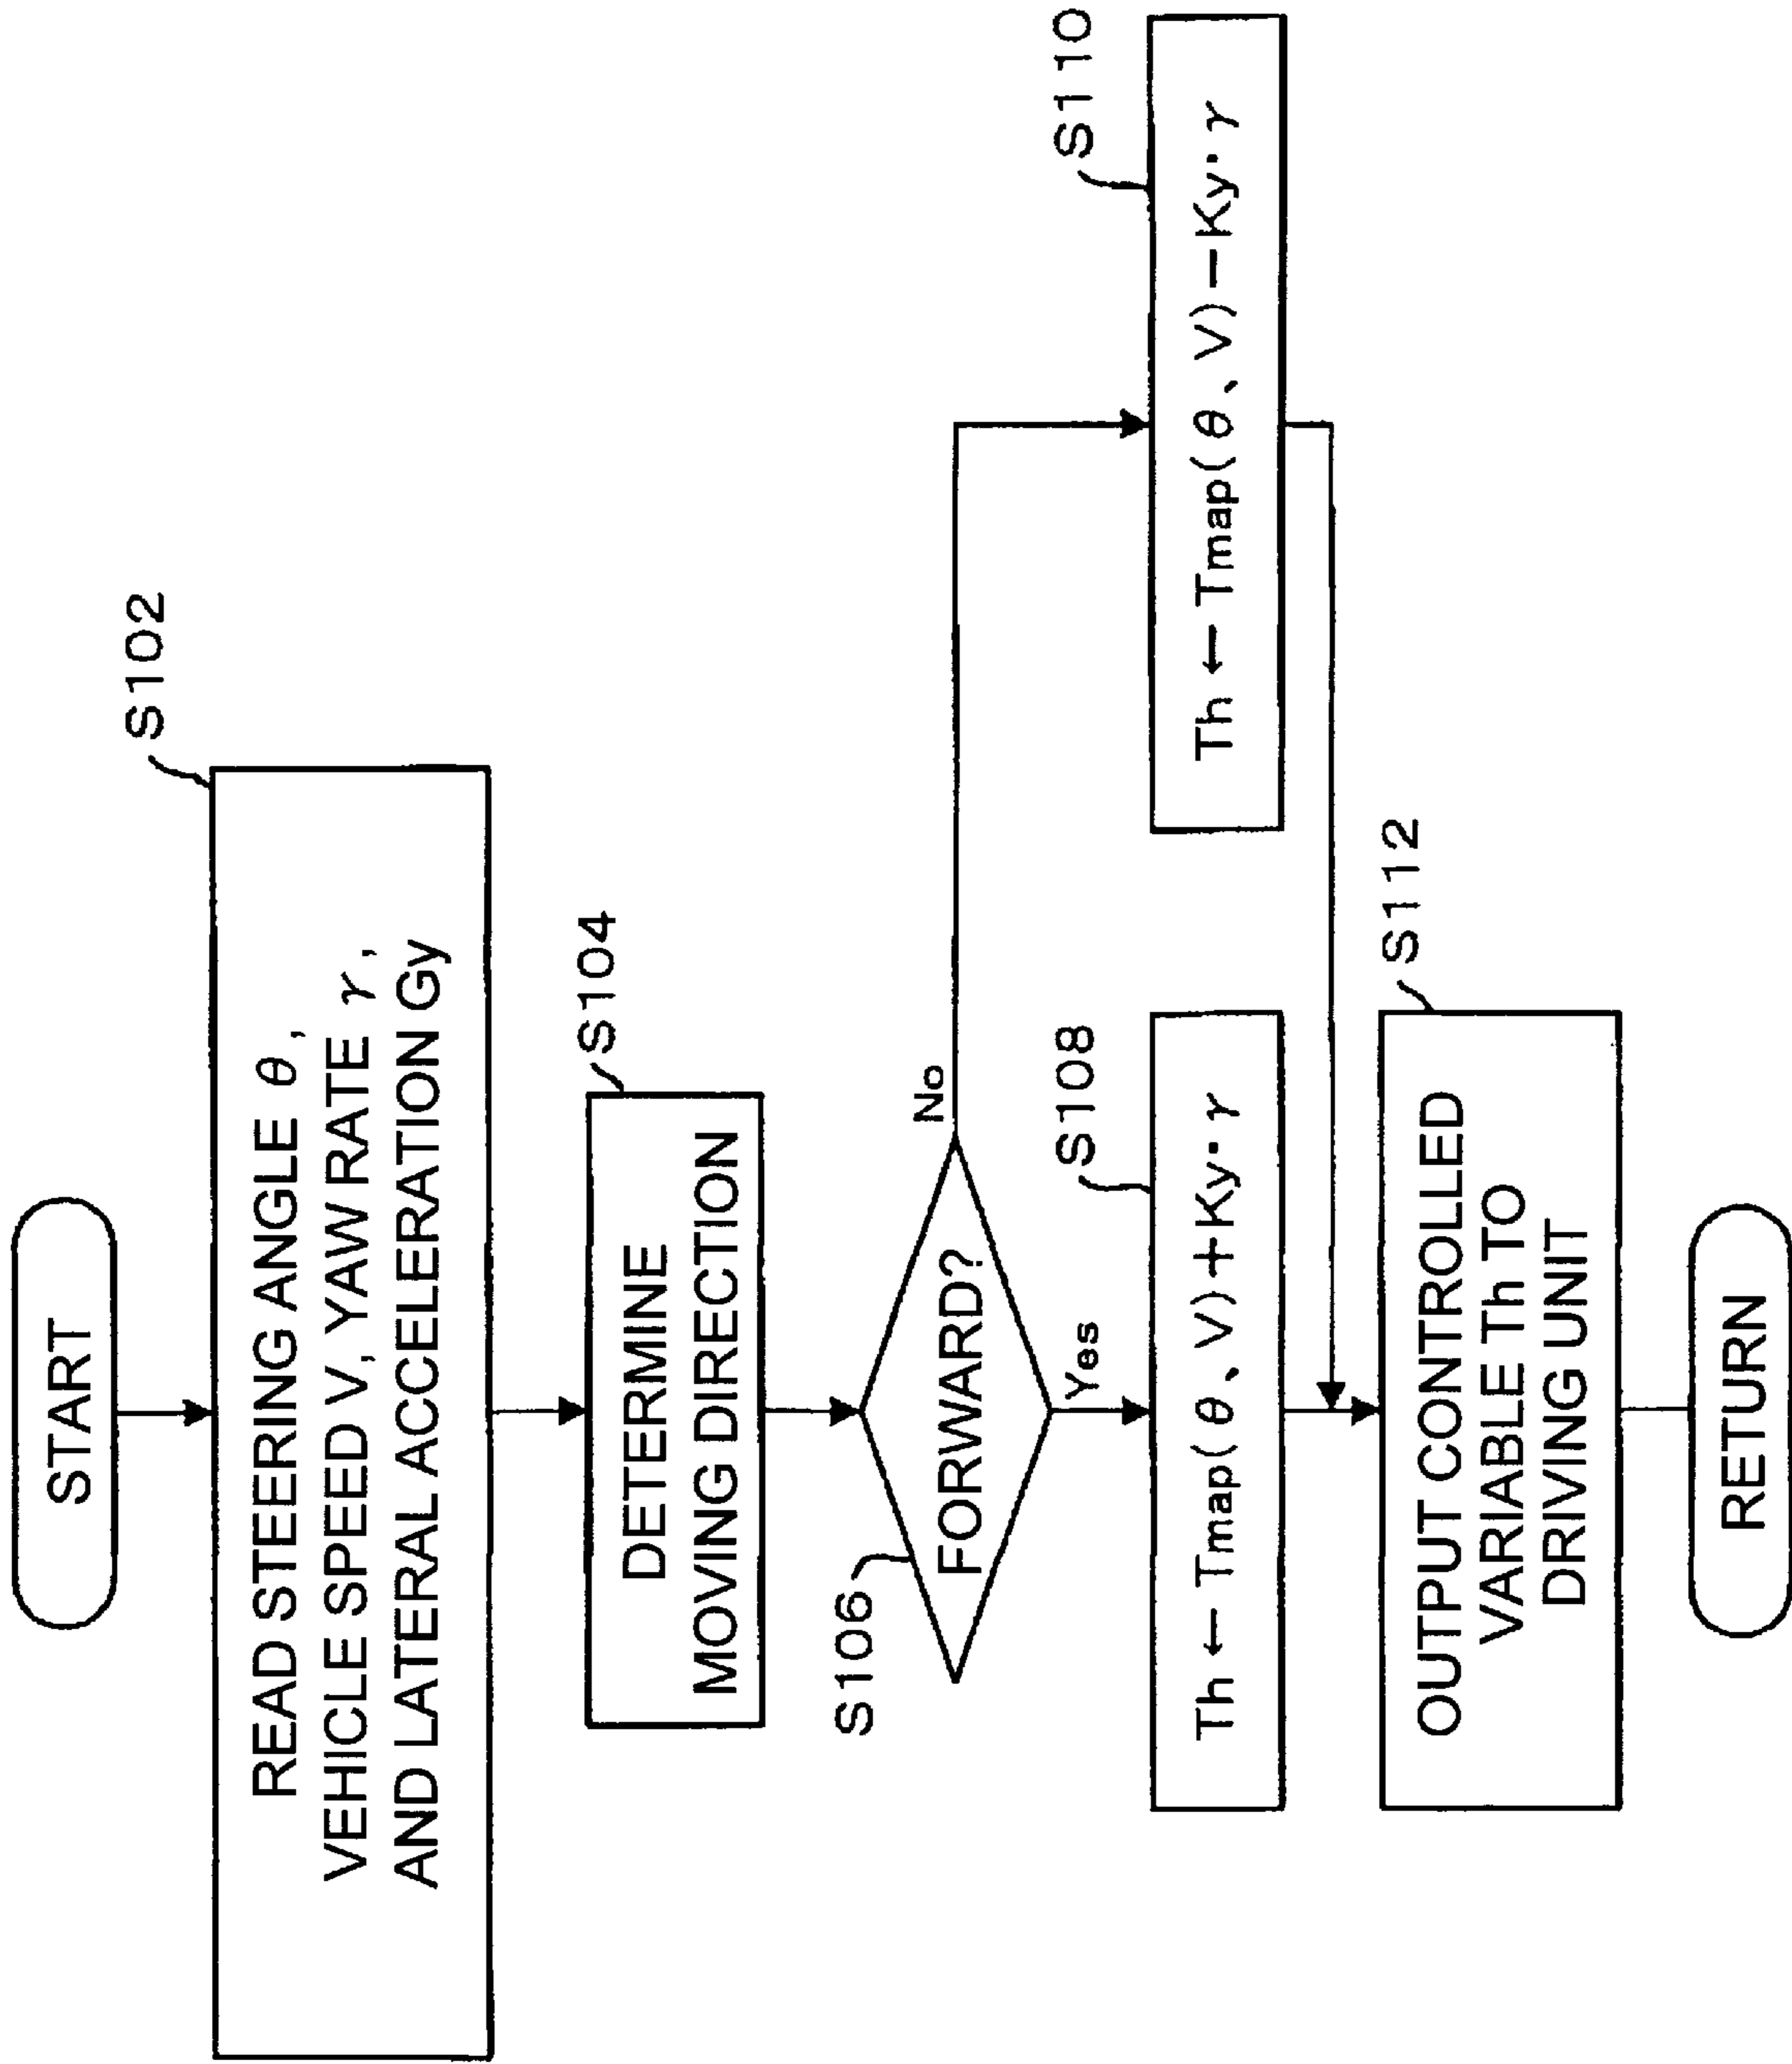 START
S102
READ STEERING ANGLE θ,
VEHICLE SPEED V, YAW RATE γ,
AND LATERAL ACCELERATION Gy
S104
DETERMINE
MOVING DIRECTION
S106
FORWARD?
No
Yes
S108
Th ← Tmap(θ、V)+Ky·γ
S110
Th ← Tmap(θ、V)−Ky·γ
S112
OUTPUT CONTROLLED
VARIABLE Th TO
DRIVING UNIT
RETURN